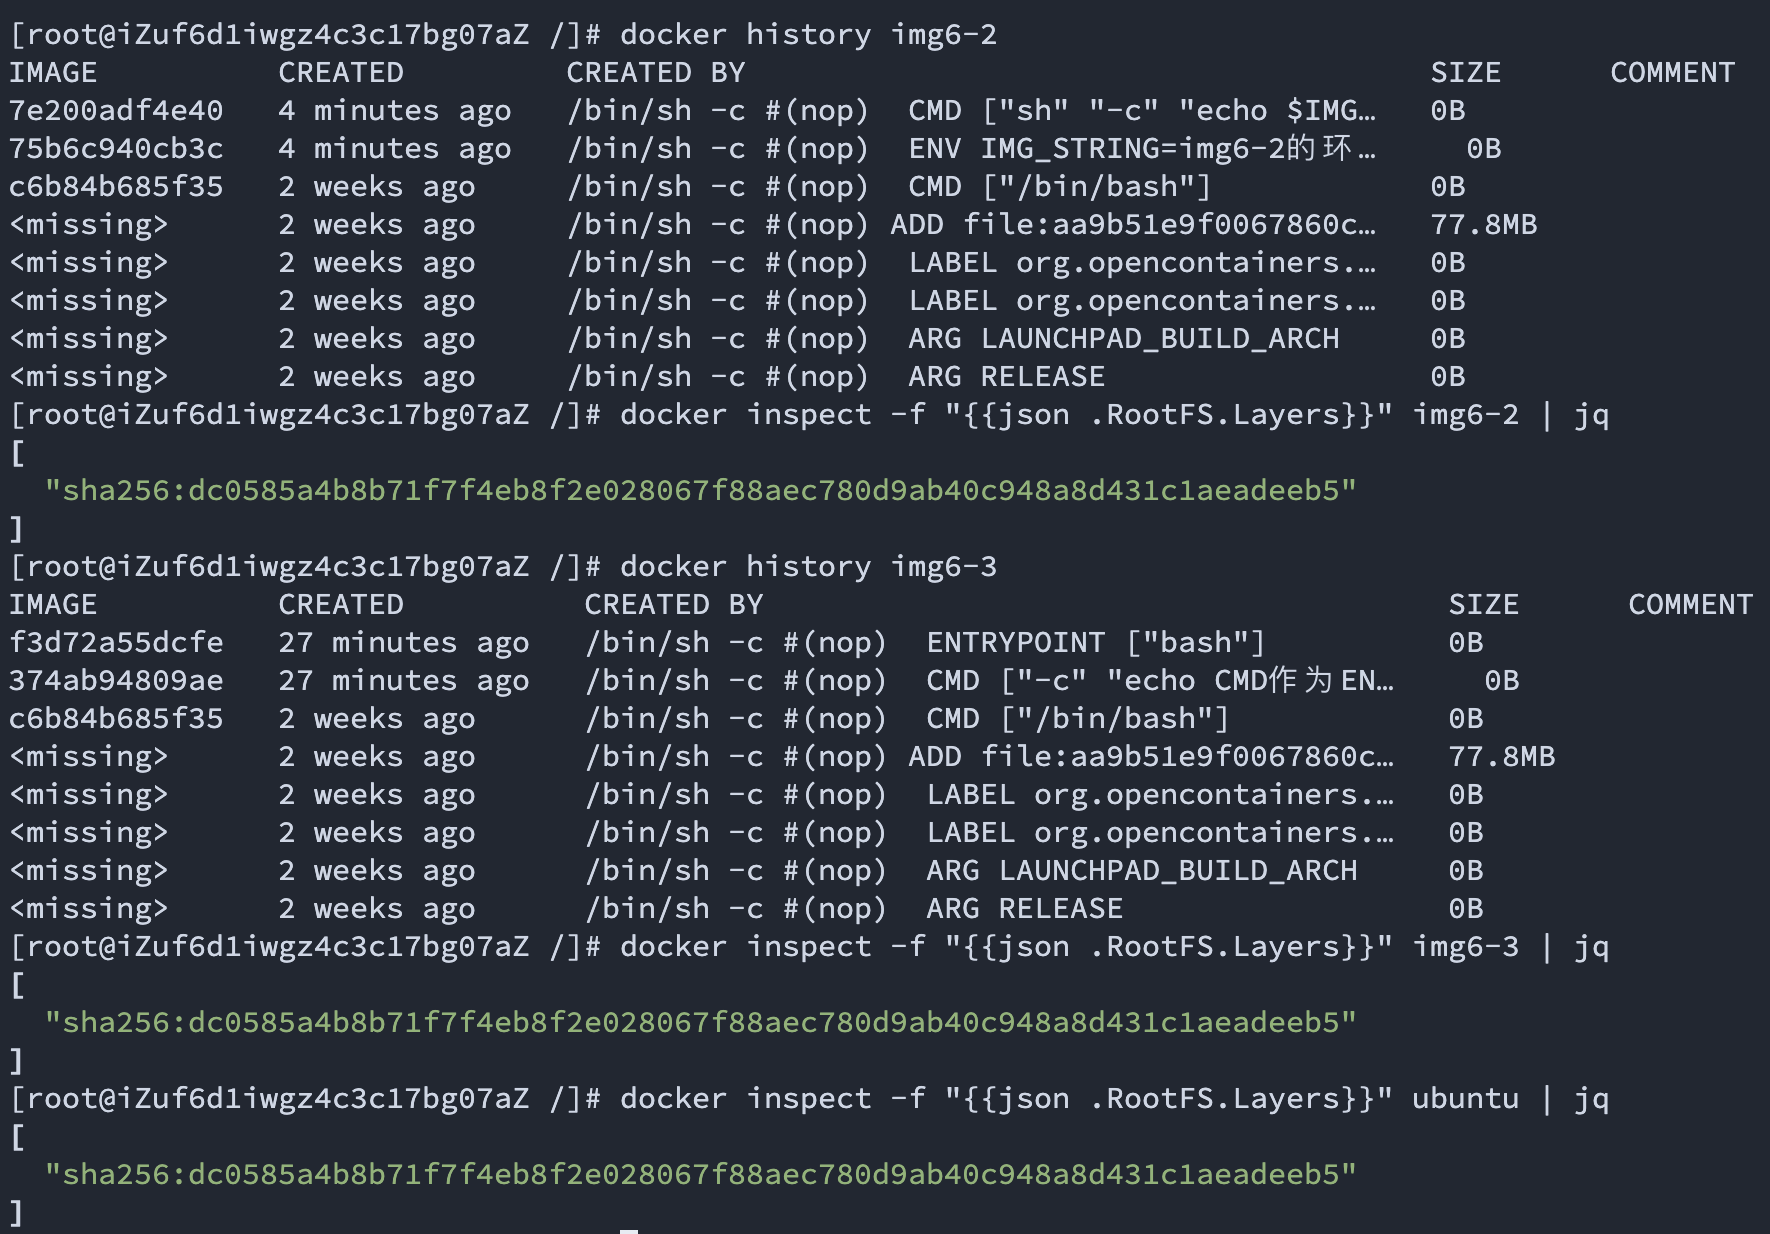 [root@iZuf6d1iwgz4c3c17bg07aZ /]# docker history img6-2
IMAGE          CREATED         CREATED BY                                      SIZE      COMMENT
7e200adf4e40   4 minutes ago   /bin/sh -c #(nop)  CMD ["sh" "-c" "echo $IMG…   0B
75b6c940cb3c   4 minutes ago   /bin/sh -c #(nop)  ENV IMG_STRING=img6-2的环…     0B
c6b84b685f35   2 weeks ago     /bin/sh -c #(nop)  CMD ["/bin/bash"]            0B
<missing>      2 weeks ago     /bin/sh -c #(nop) ADD file:aa9b51e9f0067860c…   77.8MB
<missing>      2 weeks ago     /bin/sh -c #(nop)  LABEL org.opencontainers.…   0B
<missing>      2 weeks ago     /bin/sh -c #(nop)  LABEL org.opencontainers.…   0B
<missing>      2 weeks ago     /bin/sh -c #(nop)  ARG LAUNCHPAD_BUILD_ARCH     0B
<missing>      2 weeks ago     /bin/sh -c #(nop)  ARG RELEASE                  0B
[root@iZuf6d1iwgz4c3c17bg07aZ /]# docker inspect -f "{{json .RootFS.Layers}}" img6-2 | jq
[
  "sha256:dc0585a4b8b71f7f4eb8f2e028067f88aec780d9ab40c948a8d431c1aeadeeb5"
]
[root@iZuf6d1iwgz4c3c17bg07aZ /]# docker history img6-3
IMAGE          CREATED          CREATED BY                                      SIZE      COMMENT
f3d72a55dcfe   27 minutes ago   /bin/sh -c #(nop)  ENTRYPOINT ["bash"]          0B
374ab94809ae   27 minutes ago   /bin/sh -c #(nop)  CMD ["-c" "echo CMD作为EN…     0B
c6b84b685f35   2 weeks ago      /bin/sh -c #(nop)  CMD ["/bin/bash"]            0B
<missing>      2 weeks ago      /bin/sh -c #(nop) ADD file:aa9b51e9f0067860c…   77.8MB
<missing>      2 weeks ago      /bin/sh -c #(nop)  LABEL org.opencontainers.…   0B
<missing>      2 weeks ago      /bin/sh -c #(nop)  LABEL org.opencontainers.…   0B
<missing>      2 weeks ago      /bin/sh -c #(nop)  ARG LAUNCHPAD_BUILD_ARCH     0B
<missing>      2 weeks ago      /bin/sh -c #(nop)  ARG RELEASE                  0B
[root@iZuf6d1iwgz4c3c17bg07aZ /]# docker inspect -f "{{json .RootFS.Layers}}" img6-3 | jq
[
  "sha256:dc0585a4b8b71f7f4eb8f2e028067f88aec780d9ab40c948a8d431c1aeadeeb5"
]
[root@iZuf6d1iwgz4c3c17bg07aZ /]# docker inspect -f "{{json .RootFS.Layers}}" ubuntu | jq
[
  "sha256:dc0585a4b8b71f7f4eb8f2e028067f88aec780d9ab40c948a8d431c1aeadeeb5"
]